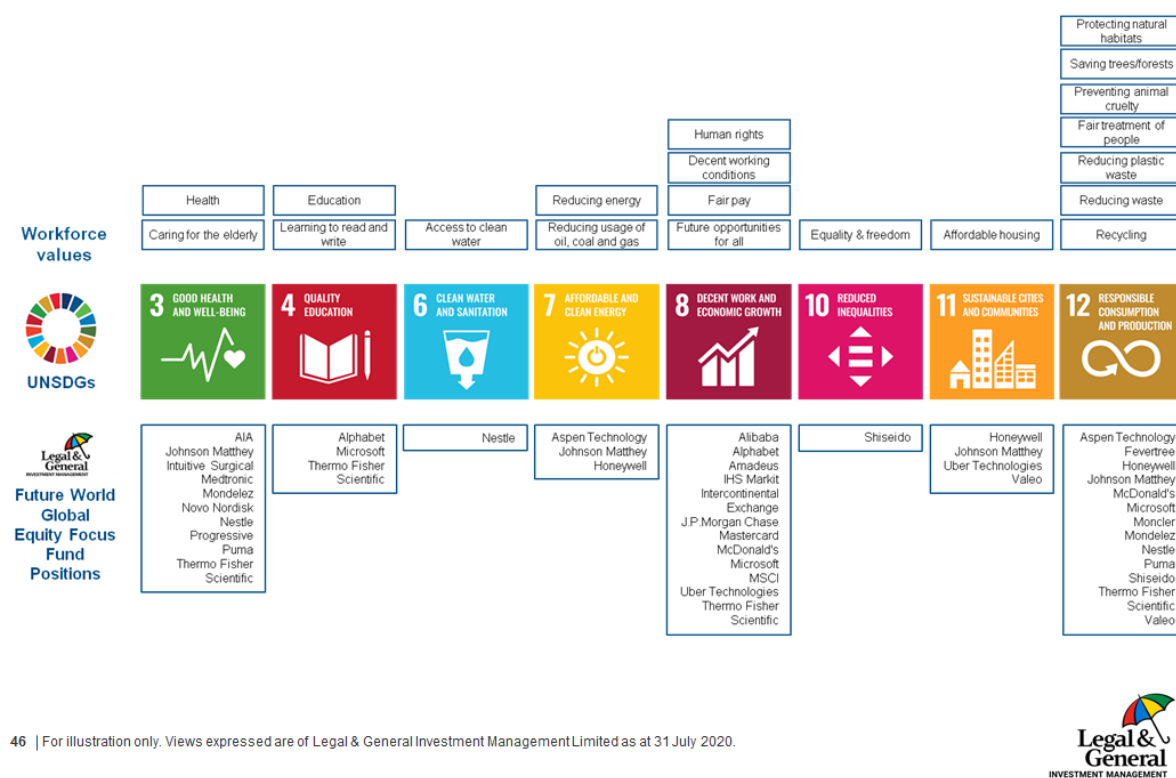 Protecting natural
habitats
Saving trees/forests
Preventing animal
cruelty
Human rights
Fair treatment of
people
Decent working
conditions
Reducing plastic
waste
Health
Education
Reducing energy
Fair pay
Reducing waste
Workforce
values
Caring for the elderly
Learning to read and
write
Access to clean
water
Reducing usage of
oil, coal and gas
Future opportunities
for all
Equality & freedom
Affordable housing
Recycling
UNSDGs
3 GOOD HEALTH
AND WELL-BEING
4 QUALITY
EDUCATION
6 CLEAN WATER
AND SANITATION
7 AFFORDABLE AND
CLEAN ENERGY
8 DECENT WORK AND
ECONOMIC GROWTH
10 REDUCED
INEQUALITIES
11 SUSTAINABLE CITIES
AND COMMUNITIES
12 RESPONSIBLE
CONSUMPTION
AND PRODUCTION
Legal &
General
INVESTMENT MANAGEMENT
Future World
Global
Equity Focus
Fund
Positions
AIA
Johnson Matthey
Intuitive Surgical
Medtronic
Mondelez
Novo Nordisk
Nestle
Progressive
Puma
Thermo Fisher
Scientific
Alphabet
Microsoft
Thermo Fisher
Scientific
Nestle
Aspen Technology
Johnson Matthey
Honeywell
Alibaba
Alphabet
Amadeus
IHS Markit
Intercontinental
Exchange
J.P.Morgan Chase
Mastercard
McDonald's
Microsoft
MSCI
Uber Technologies
Thermo Fisher
Scientific
Shiseido
Honeywell
Johnson Matthey
Uber Technologies
Valeo
Aspen Technology
Fevertree
Honeywell
Johnson Matthey
McDonald's
Microsoft
Moncler
Mondelez
Nestle
Puma
Shiseido
Thermo Fisher
Scientific
Valeo
46 | For illustration only. Views expressed are of Legal & General Investment Management Limited as at 31 July 2020.
Legal &
General
INVESTMENT MANAGEMENT